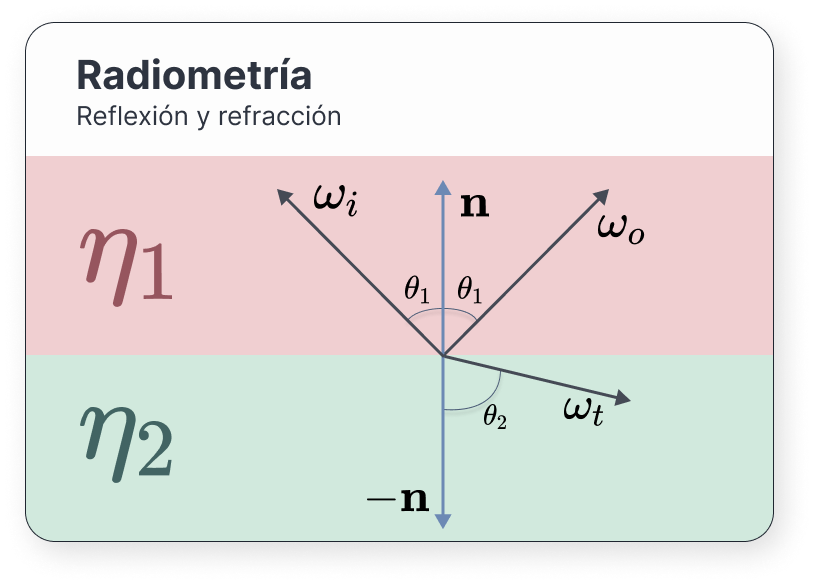 Radiometría
Reflexión y refracción
η₁
ωᵢ
n
ωₒ
θ₁
θ₁
η₂
θ₂
ωₜ
−n